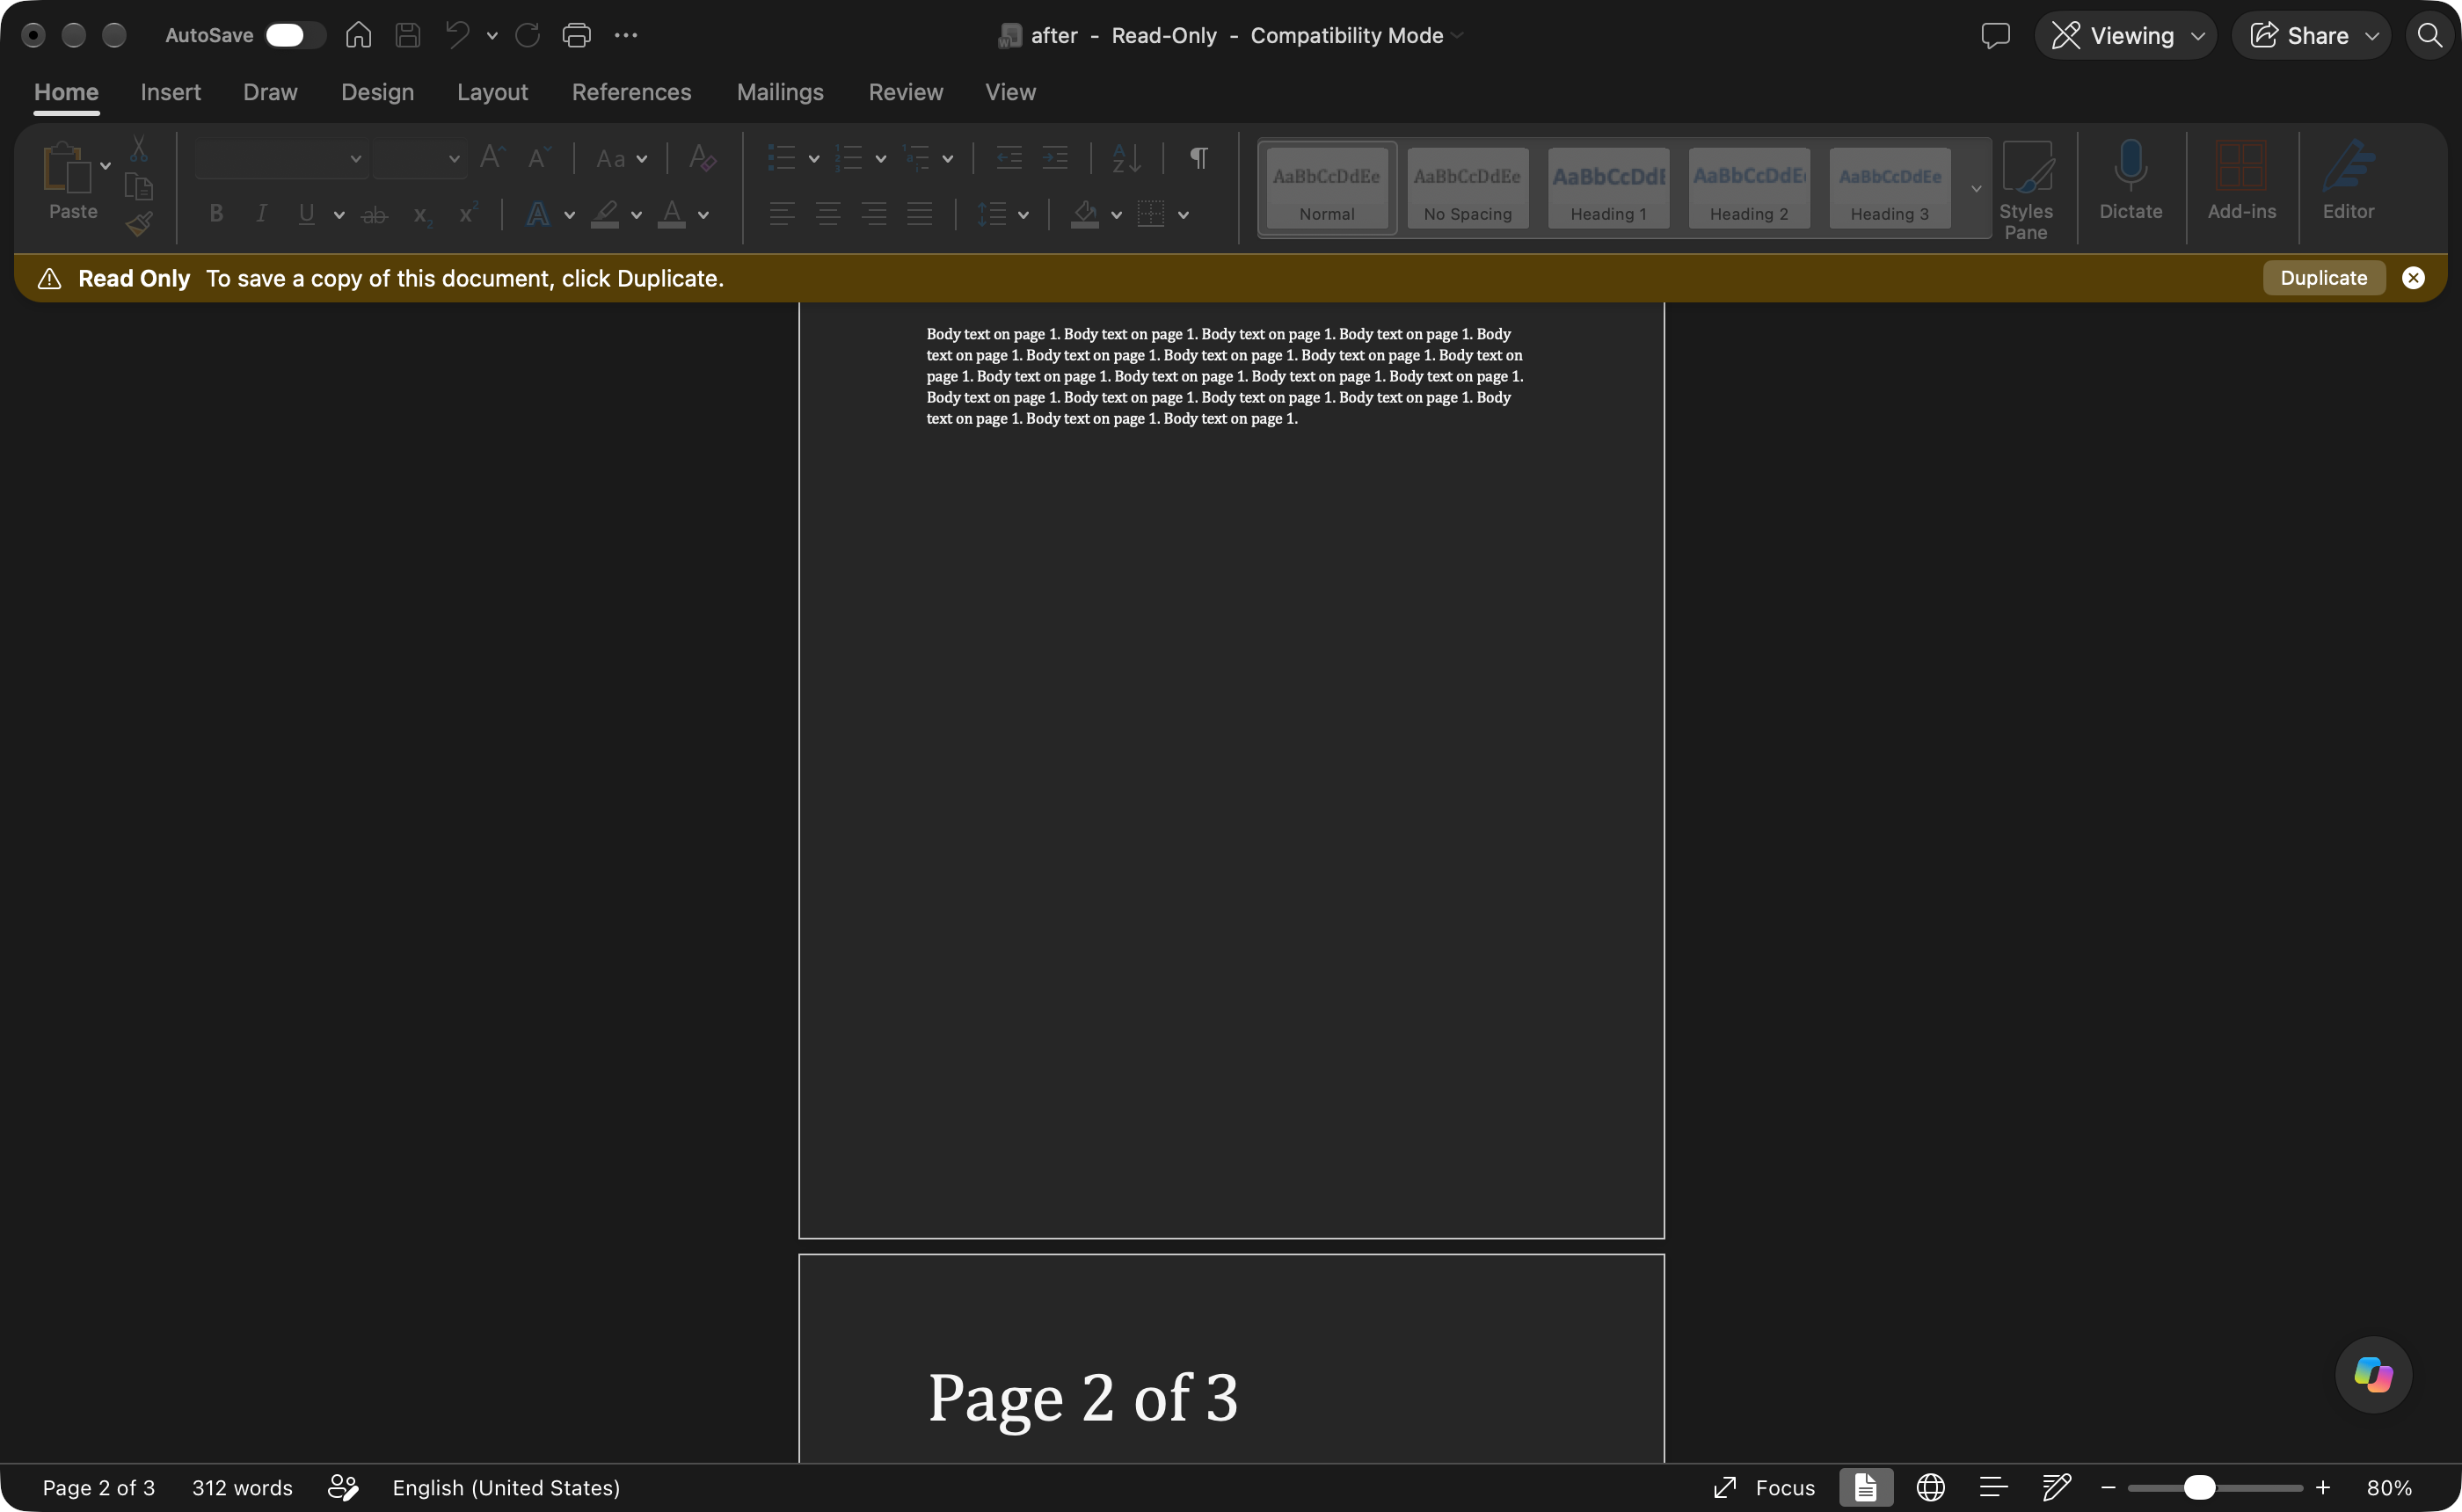 AutoSave
after - Read-Only - Compatibility Mode
Viewing
Share
Home Insert Draw Design Layout References Mailings Review View
Paste
Aa
AaBbCcDdEe AaBbCcDdEe AaBbCcDdE AaBbCcDdE AaBbCcDdEe
Normal No Spacing Heading 1 Heading 2 Heading 3
Styles Pane
Dictate
Add-ins
Editor
Read Only To save a copy of this document, click Duplicate.
Duplicate
Body text on page 1. Body text on page 1. Body text on page 1. Body text on page 1. Body
text on page 1. Body text on page 1. Body text on page 1. Body text on page 1. Body text on
page 1. Body text on page 1. Body text on page 1. Body text on page 1. Body text on page 1.
Body text on page 1. Body text on page 1. Body text on page 1. Body text on page 1. Body
text on page 1. Body text on page 1. Body text on page 1.
Page 2 of 3
Page 2 of 3 312 words English (United States) Focus 80%